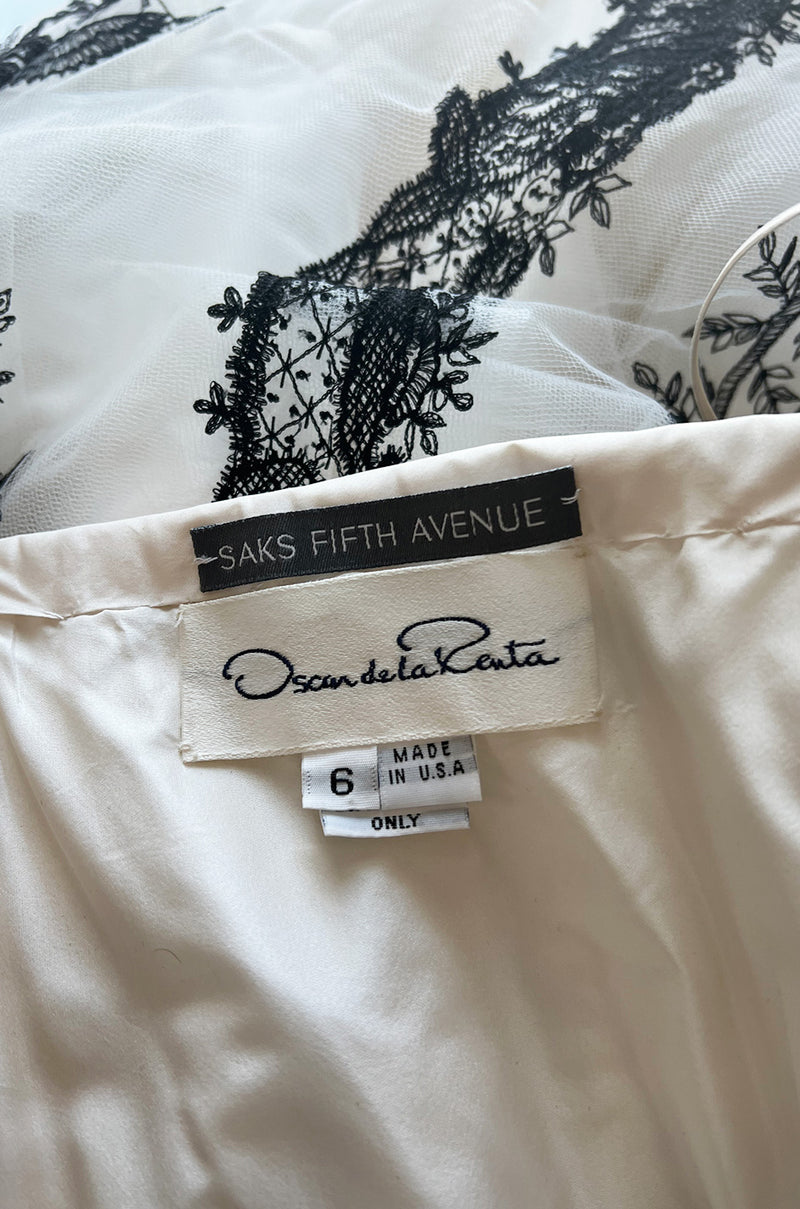 SAKS FIFTH AVENUE
Oscar de la Renta
6
MADE
IN U.S.A
ONLY